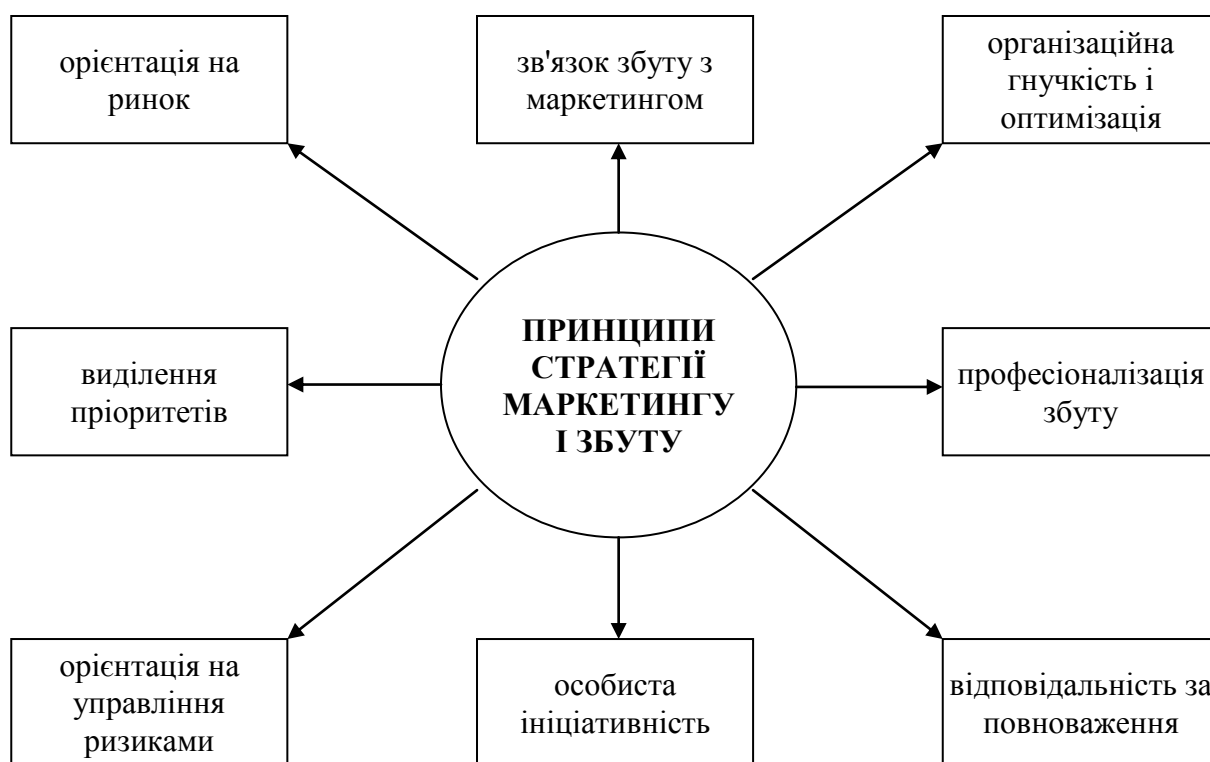 орієнтація на
ринок
зв'язок збуту з
маркетингом
організаційна
гнучкість і
оптимізація
виділення
пріоритетів
ПРИНЦИПИ
СТРАТЕГІЇ
МАРКЕТИНГУ
І ЗБУТУ
професіоналізація
збуту
орієнтація на
управління
ризиками
особиста
ініціативність
відповідальність за
повноваження